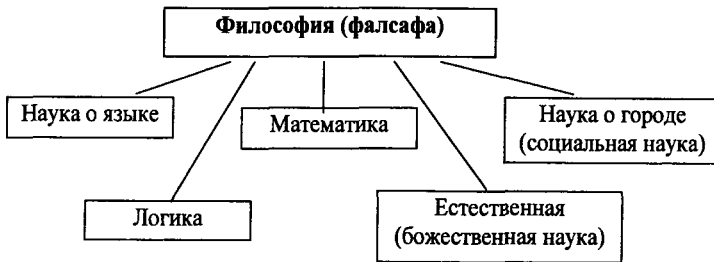 Философия (фалсафа)
Наука о языке
Математика
Наука о городе
(социальная наука)
Логика
Естественная
(божественная наука)